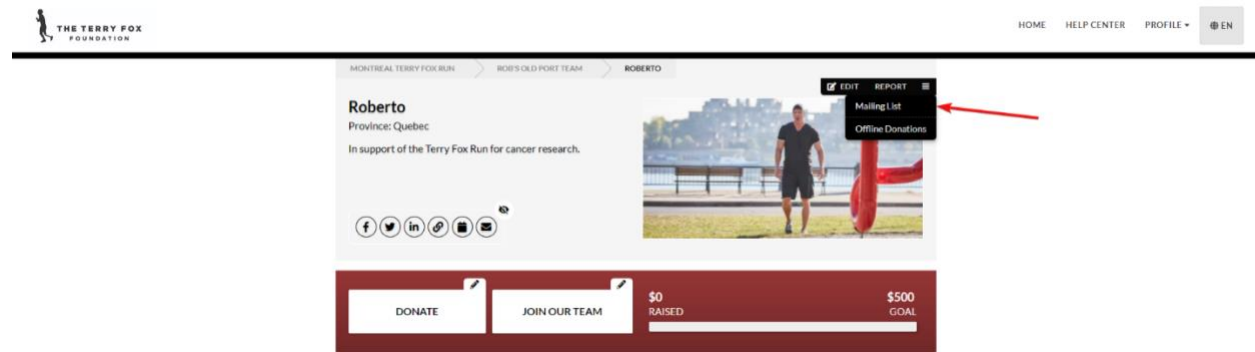 THE TERRY FOX
FOUNDATION
HOME HELP CENTER PROFILE EN
MONTREAL TERRY FOX RUN ROB'S OLD PORT TEAM ROBERTO
EDIT REPORT
Mailing List
Offline Donations
Roberto
Province: Quebec
In support of the Terry Fox Run for cancer research.
DONATE
JOIN OUR TEAM
$0
RAISED
$500
GOAL